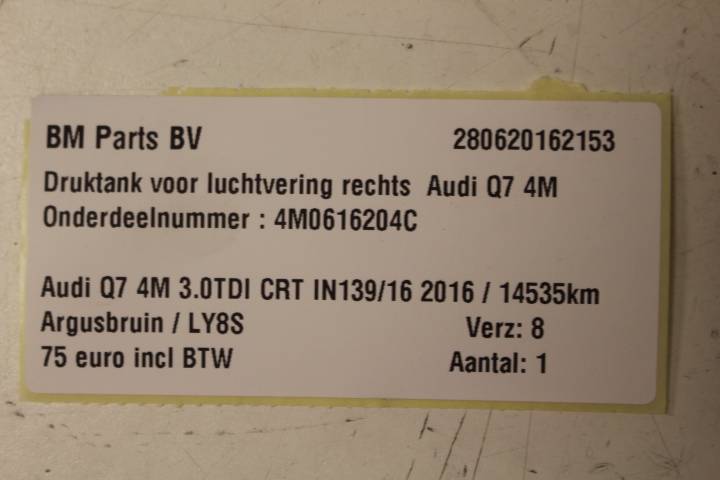 BM Parts BV 280620162153
Druktank voor luchtvering rechts Audi Q7 4M
Onderdeelnummer : 4M0616204C
Audi Q7 4M 3.0TDI CRT IN139/16 2016 / 14535km
Argusbruin / LY8S Verz: 8
75 euro incl BTW Aantal: 1